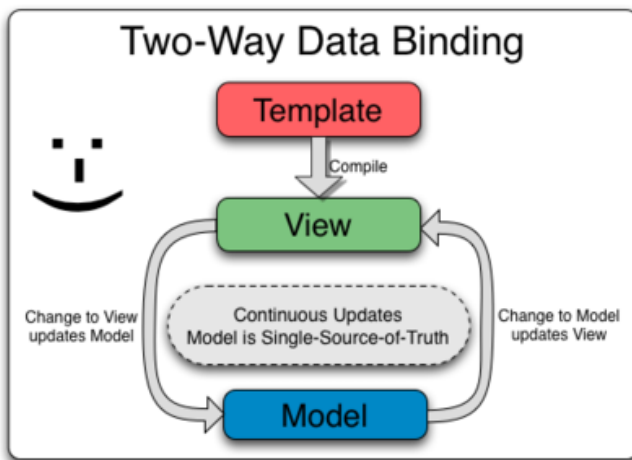 Two-Way Data Binding
Template
Compile
View
Change to View
updates Model
Continuous Updates
Model is Single-Source-of-Truth
Change to Model
updates View
Model